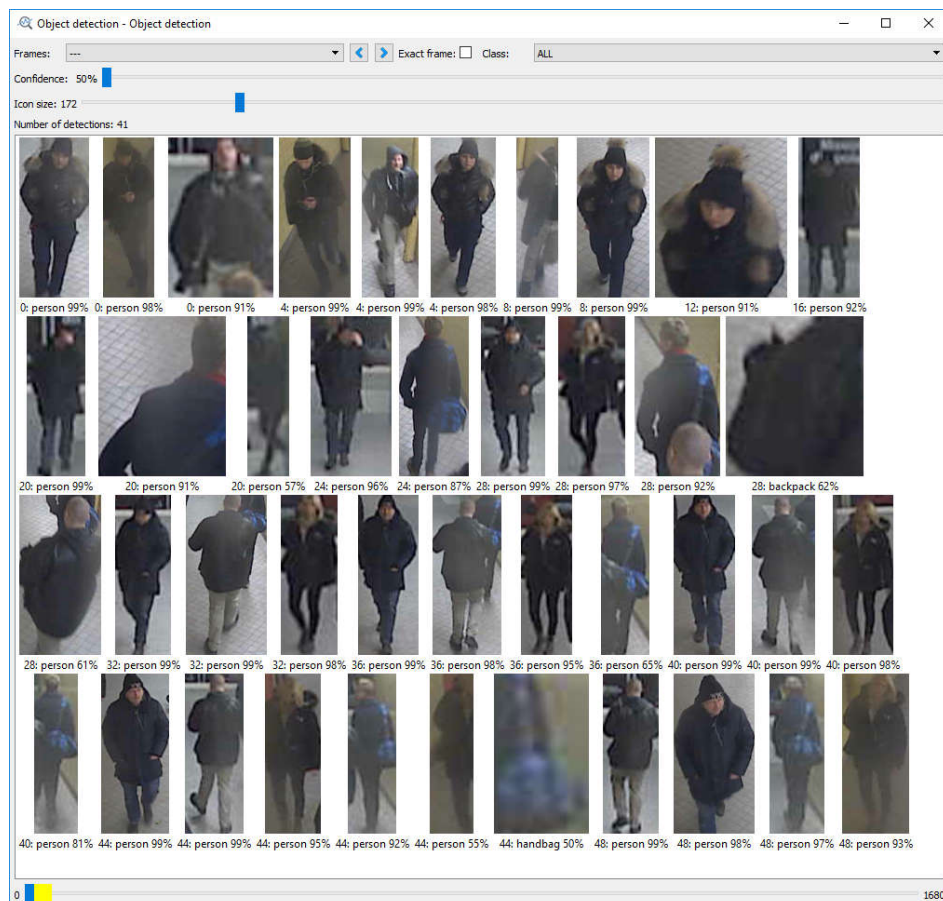 Object detection - Object detection
Frames: --- Exact frame: Class: ALL
Confidence: 50%
Icon size: 172
Number of detections: 41
0: person 99% 0: person 98% 0: person 91% 4: person 99% 4: person 99% 4: person 98% 8: person 99% 8: person 99% 12: person 91% 16: person 92%
20: person 99% 20: person 91% 20: person 57% 24: person 96% 24: person 87% 28: person 99% 28: person 97% 28: person 92% 28: backpack 62%
28: person 61% 32: person 99% 32: person 99% 32: person 98% 36: person 99% 36: person 98% 36: person 95% 36: person 65% 40: person 99% 40: person 99% 40: person 98%
40: person 81% 44: person 99% 44: person 99% 44: person 95% 44: person 92% 44: person 55% 44: handbag 50% 48: person 99% 48: person 98% 48: person 97% 48: person 93%
0 1680